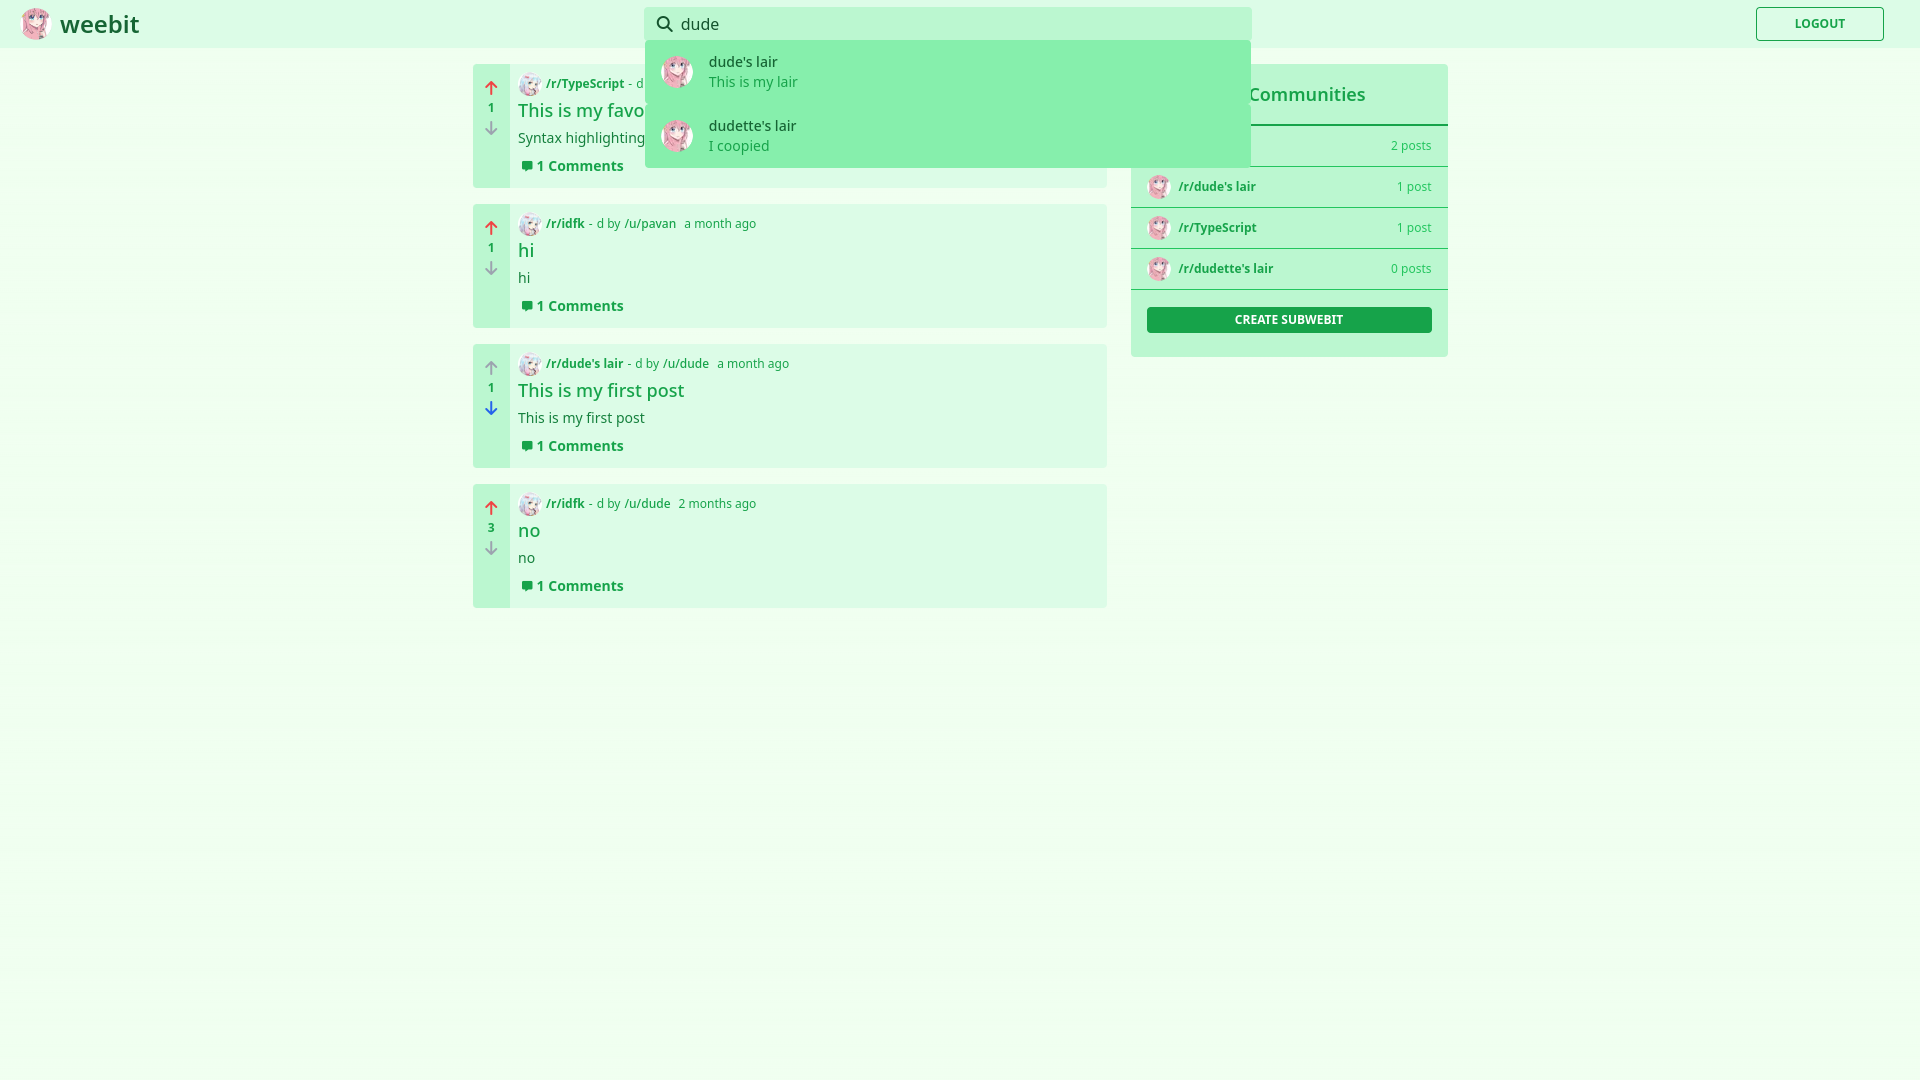 weebit
dude
LOGOUT
dude's lair
This is my lair
dudette's lair
I coopied
/r/TypeScript - d
1
This is my favo
Syntax highlighting
1 Comments
/r/idfk - d by /u/pavan a month ago
1
hi
hi
1 Comments
/r/dude's lair - d by /u/dude a month ago
1
This is my first post
This is my first post
1 Comments
/r/idfk - d by /u/dude 2 months ago
3
no
no
1 Comments
Communities
2 posts
/r/dude's lair 1 post
/r/TypeScript 1 post
/r/dudette's lair 0 posts
CREATE SUBWEBIT